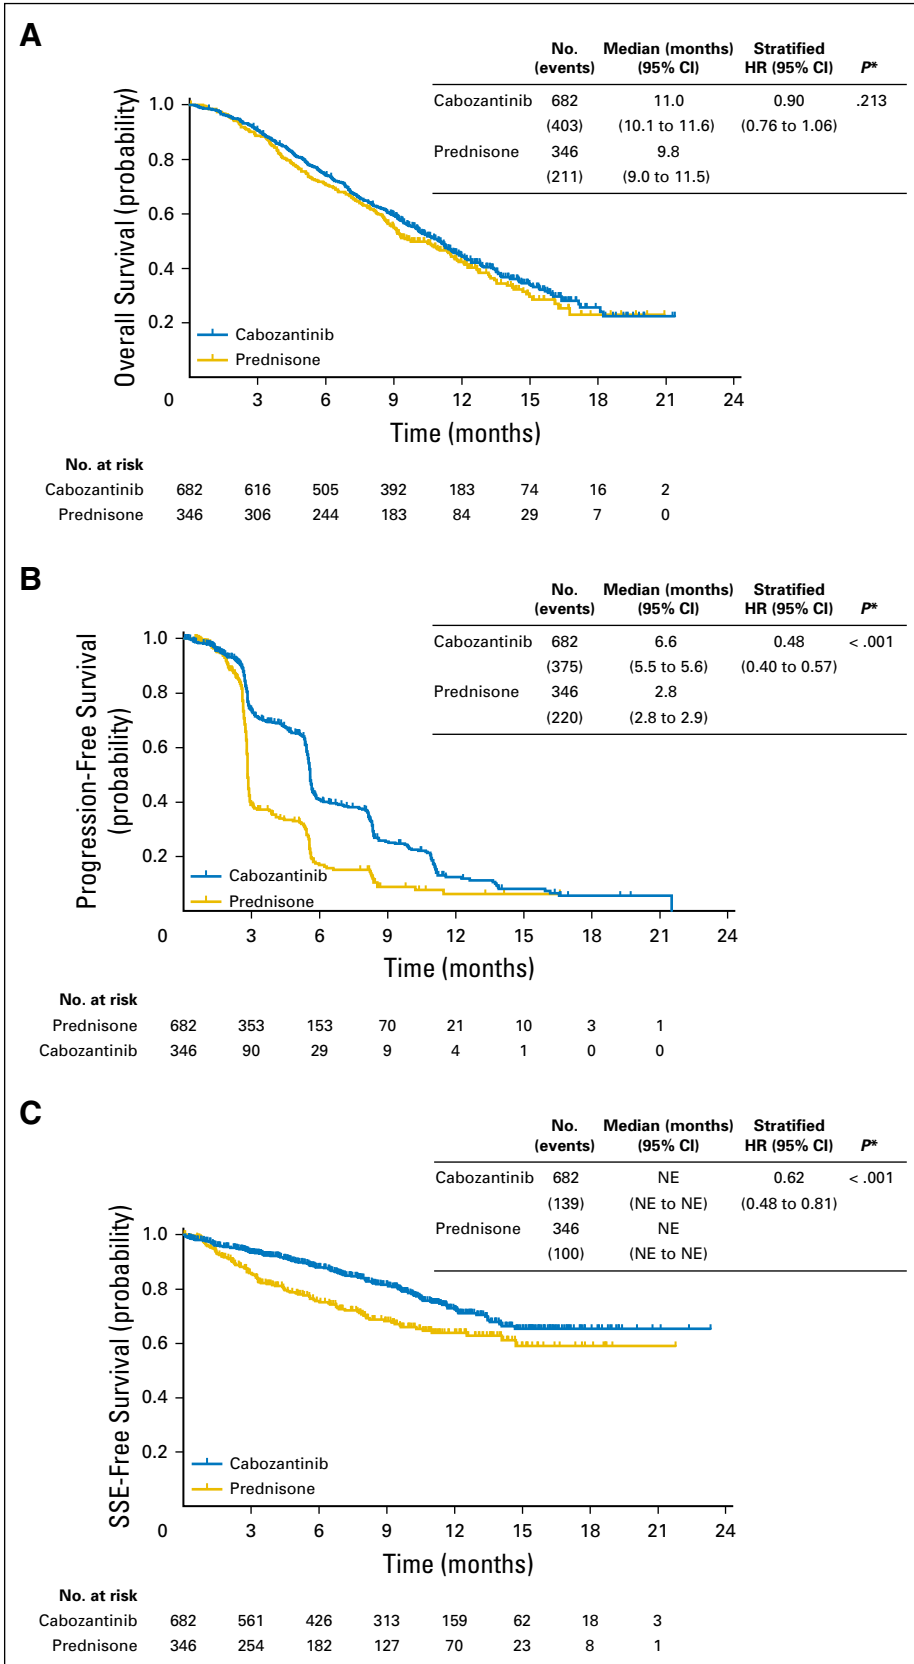 A
No. Median (months) Stratified
(events) (95% CI) HR (95% CI) P*
Cabozantinib 682 11.0 0.90 .213
(403) (10.1 to 11.6) (0.76 to 1.06)
Prednisone 346 9.8
(211) (9.0 to 11.5)
Overall Survival (probability)
1.0
0.8
0.6
0.4
0.2
Cabozantinib
Prednisone
0 3 6 9 12 15 18 21 24
Time (months)
No. at risk
Cabozantinib 682 616 505 392 183 74 16 2
Prednisone 346 306 244 183 84 29 7 0
B
No. Median (months) Stratified
(events) (95% CI) HR (95% CI) P*
Cabozantinib 682 6.6 0.48 < .001
(375) (5.5 to 5.6) (0.40 to 0.57)
Prednisone 346 2.8
(220) (2.8 to 2.9)
Progression-Free Survival
(probability)
1.0
0.8
0.6
0.4
0.2
Cabozantinib
Prednisone
0 3 6 9 12 15 18 21 24
Time (months)
No. at risk
Prednisone 682 353 153 70 21 10 3 1
Cabozantinib 346 90 29 9 4 1 0 0
C
No. Median (months) Stratified
(events) (95% CI) HR (95% CI) P*
Cabozantinib 682 NE 0.62 < .001
(139) (NE to NE) (0.48 to 0.81)
Prednisone 346 NE
(100) (NE to NE)
SSE-Free Survival (probability)
1.0
0.8
0.6
0.4
0.2
Cabozantinib
Prednisone
0 3 6 9 12 15 18 21 24
Time (months)
No. at risk
Cabozantinib 682 561 426 313 159 62 18 3
Prednisone 346 254 182 127 70 23 8 1